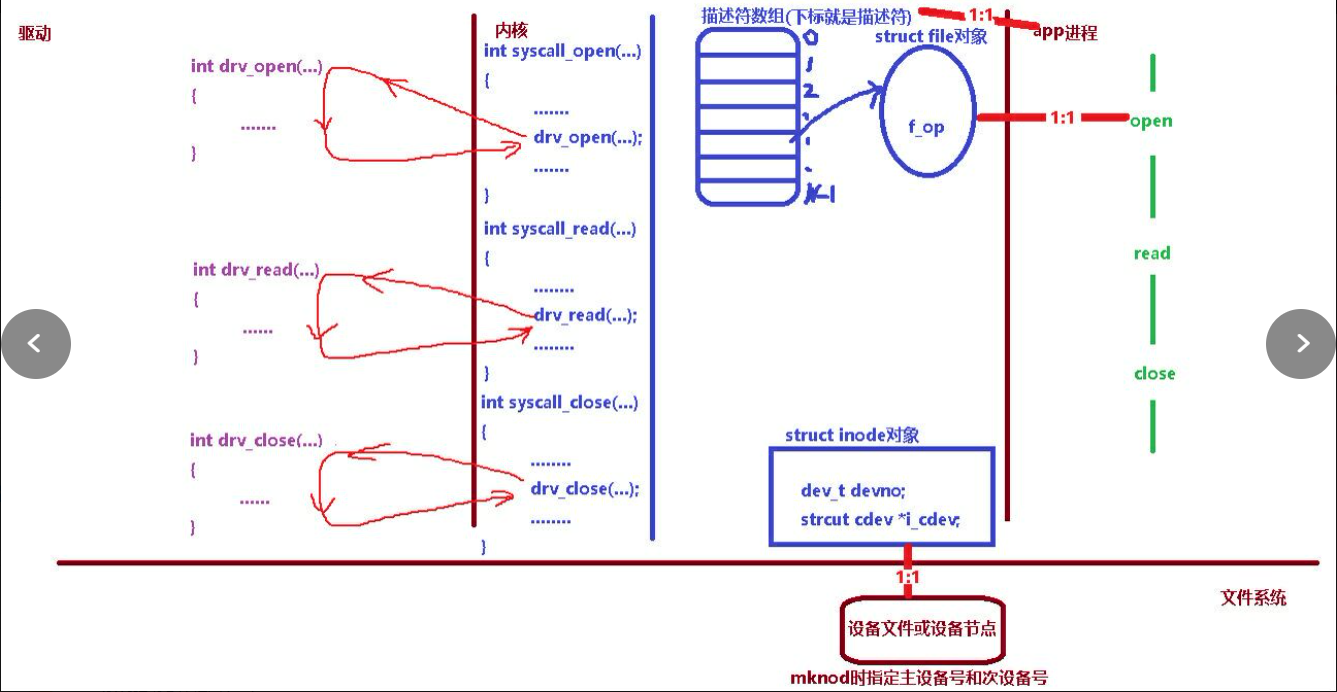 驱动
int drv_open(...)
{
.......
}
int drv_read(...)
{
......
}
int drv_close(...)
{
......
}
内核
int syscall_open(...)
{
.......
drv_open(...);
.......
}
int syscall_read(...)
{
........
drv_read(...);
........
}
int syscall_close(...)
{
........
drv_close(...);
........
}
描述符数组(下标就是描述符)
1:1
struct file对象
0
1
2
f_op
1:1
struct inode对象
dev_t devno;
strcut cdev *i_cdev;
app进程
open
read
close
1:1
文件系统
设备文件或设备节点
mknod时指定主设备号和次设备号